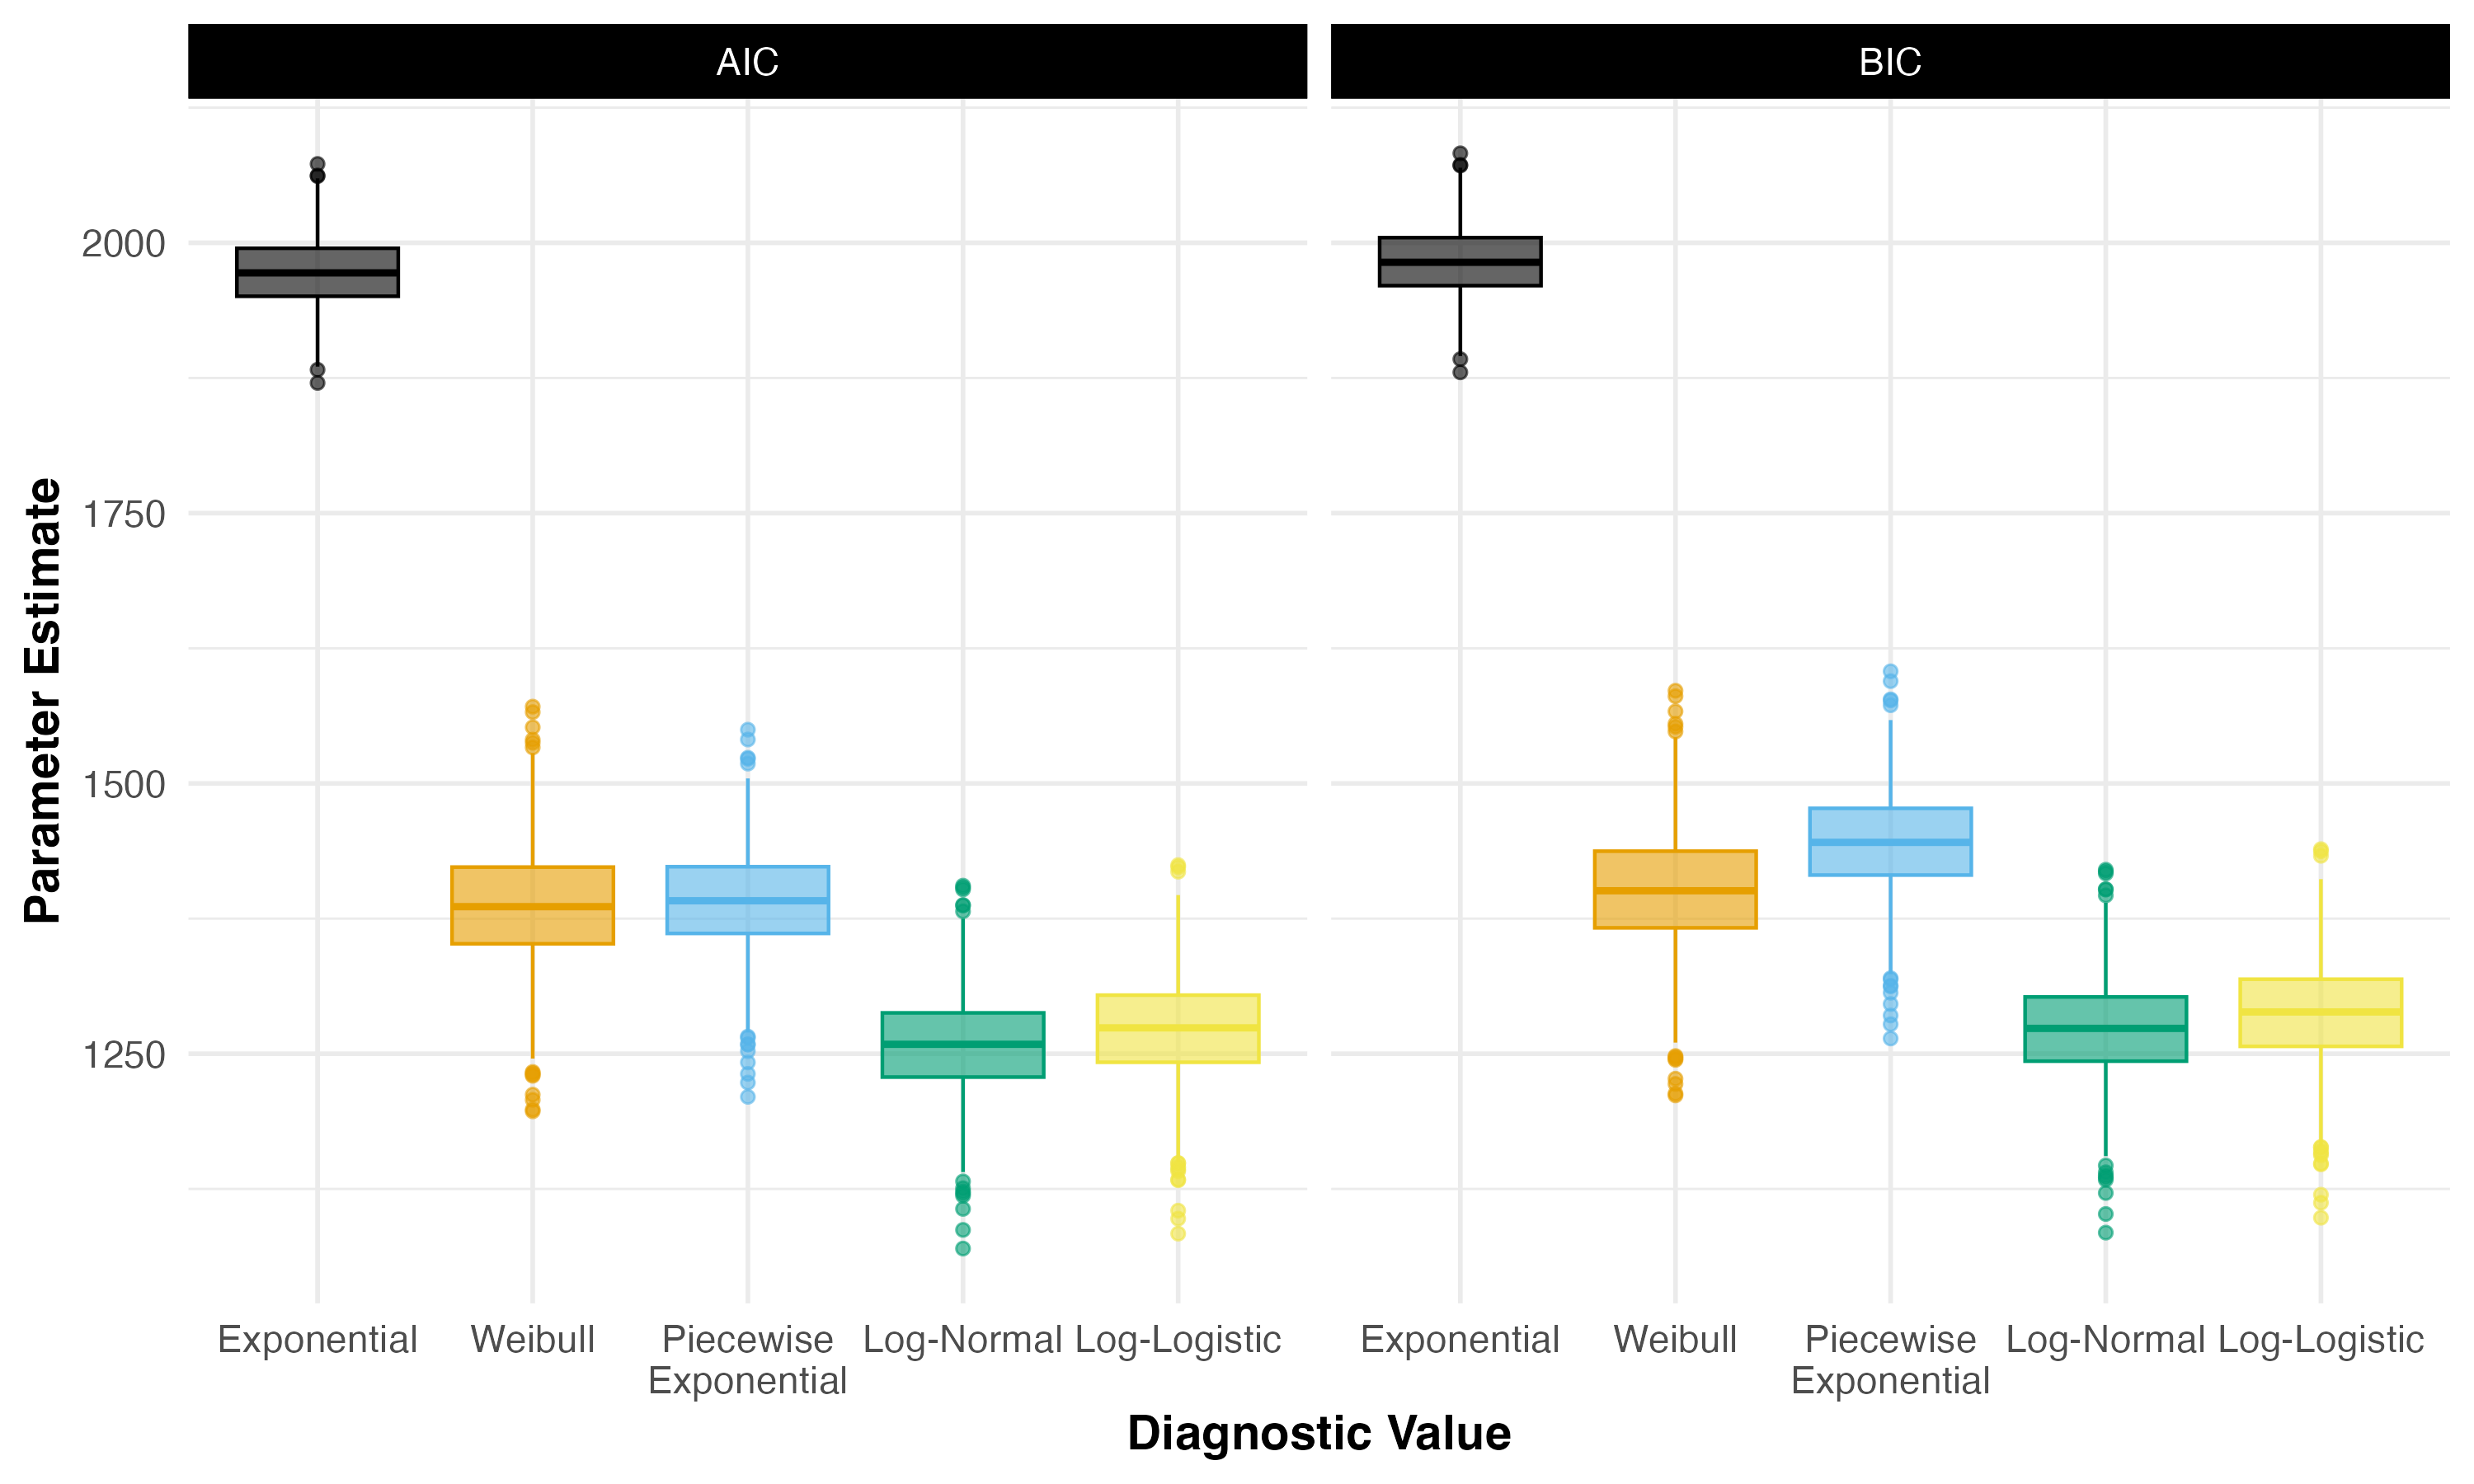 AIC
BIC
Parameter Estimate
2000
1750
1500
1250
Exponential
Weibull
Piecewise
Exponential
Log-Normal
Log-Logistic
Exponential
Weibull
Piecewise
Exponential
Log-Normal
Log-Logistic
Diagnostic Value